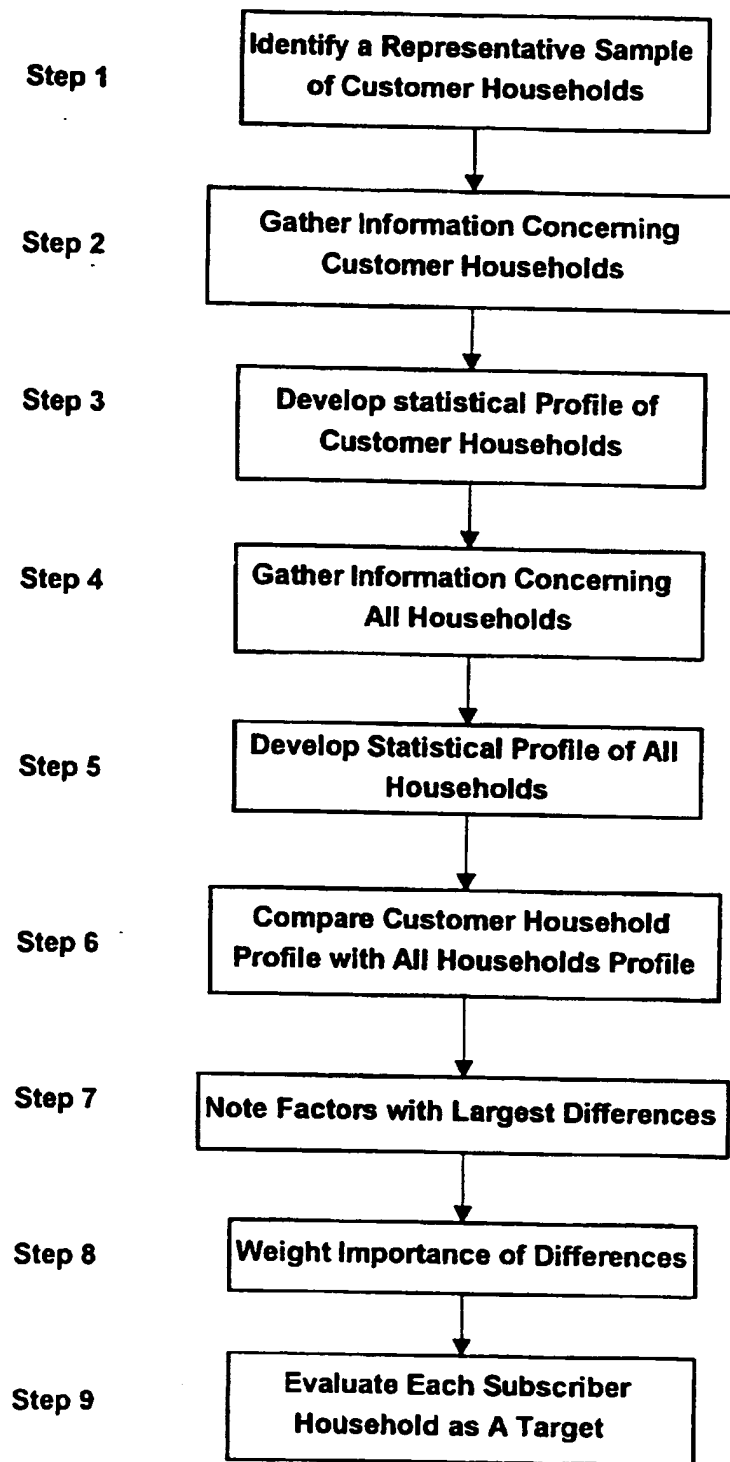 Step 1
Identify a Representative Sample
of Customer Households
Step 2
Gather Information Concerning
Customer Households
Step 3
Develop statistical Profile of
Customer Households
Step 4
Gather Information Concerning
All Households
Step 5
Develop Statistical Profile of All
Households
Step 6
Compare Customer Household
Profile with All Households Profile
Step 7
Note Factors with Largest Differences
Step 8
Weight Importance of Differences
Step 9
Evaluate Each Subscriber
Household as A Target